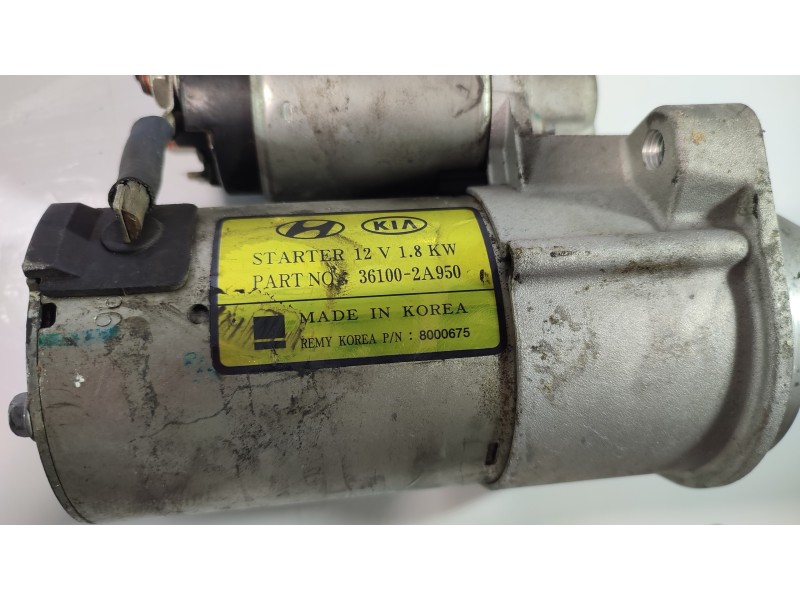 KIA
STARTER 12 V 1.8 KW
PART NO. 36100-2A950
MADE IN KOREA
REMY KOREA P/N : 8000675